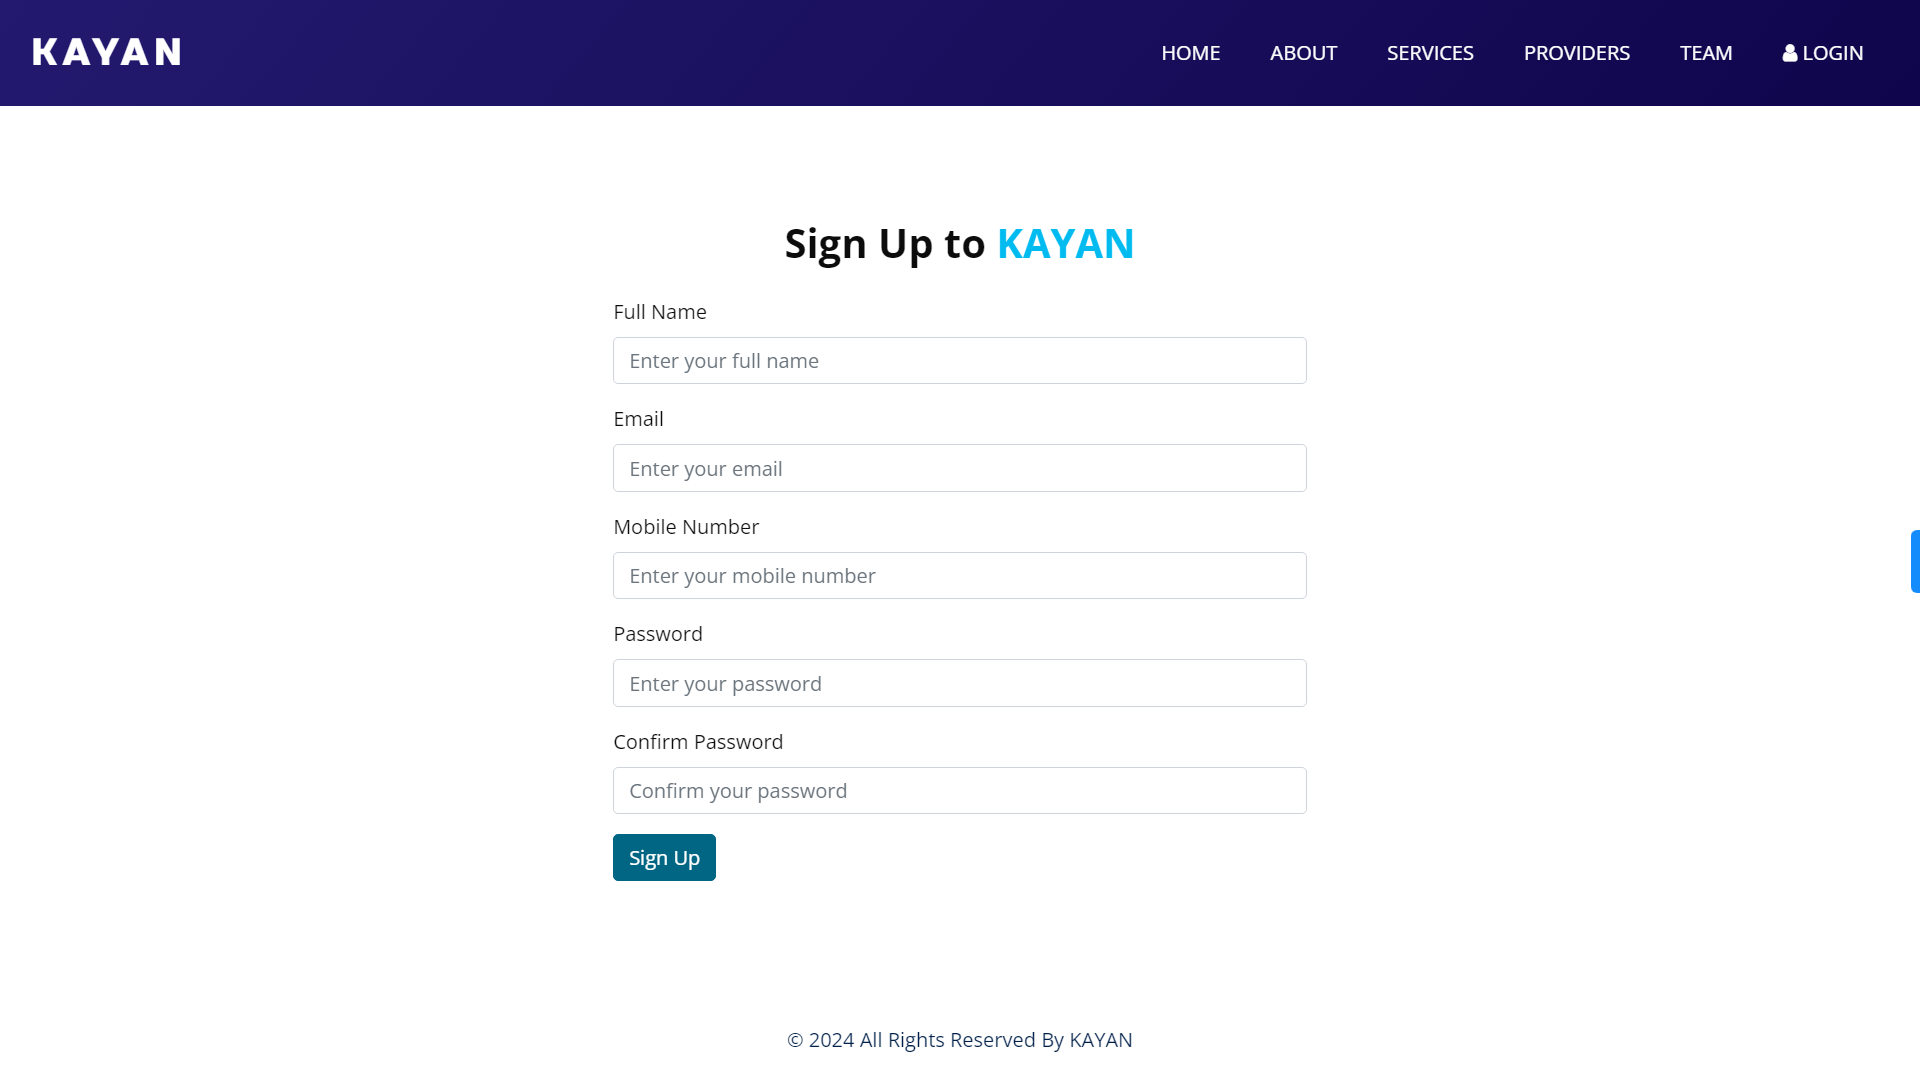 KAYAN
HOME ABOUT SERVICES PROVIDERS TEAM LOGIN
Sign Up to KAYAN
Full Name
Enter your full name
Email
Enter your email
Mobile Number
Enter your mobile number
Password
Enter your password
Confirm Password
Confirm your password
Sign Up
© 2024 All Rights Reserved By KAYAN